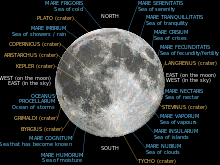 MARE FRIGORIS
Sea of cold
PLATO (crater)
MARE IMBRIUM
Sea of showers / rain
COPERNICUS (crater)
ARISTARCHUS (crater)
KEPLER (crater)
WEST (on the moon)
EAST (in the sky)
OCEANUS
PROCELLARUM
Ocean of storms
GRIMALDI (crater)
BYRGIUS (crater)
MARE COGNITUM
Sea that has become known
MARE HUMORUM
Sea of moisture
NORTH
SOUTH
MARE SERENITATIS
Sea of serenity
MARE TRANQUILLITATIS
Sea of tranquility
MARE CRISIUM
Sea of crises
MARE FECUNDITATIS
Sea of fecundity/fertility
LANGRENUS (crater)
EAST (on the moon)
WEST (in the sky)
MARE NECTARIS
Sea of nectar
STEVINUS (crater)
MARE VAPORUM
Sea of vapours
MARE INSULARUM
Sea of islands
MARE NUBIUM
Sea of clouds
TYCHO (crater)